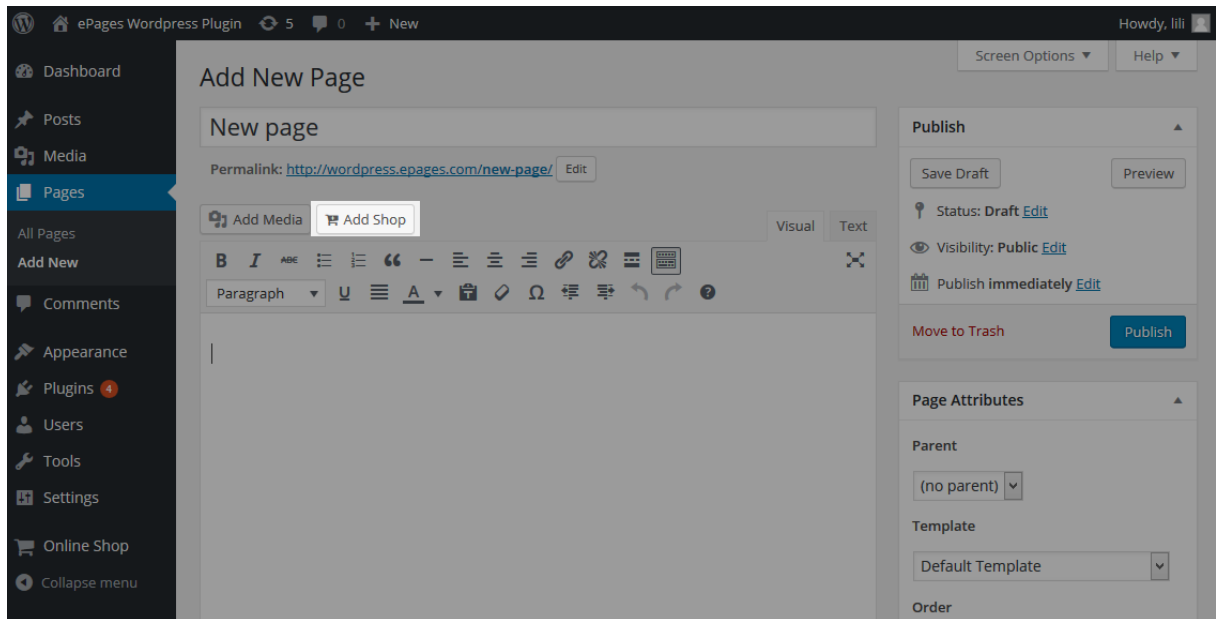 ePages Wordpress Plugin 5 0 + New Howdy, lili
Dashboard
Posts
Media
Pages
All Pages
Add New
Comments
Appearance
Plugins 4
Users
Tools
Settings
Online Shop
Collapse menu
Screen Options Help
Add New Page
New page
Permalink: http://wordpress.epages.com/new-page/ Edit
Add Media Add Shop
Visual Text
B I ABC
Paragraph U A Ω
Publish
Save Draft Preview
Status: Draft Edit
Visibility: Public Edit
Publish immediately Edit
Move to Trash Publish
Page Attributes
Parent
(no parent)
Template
Default Template
Order